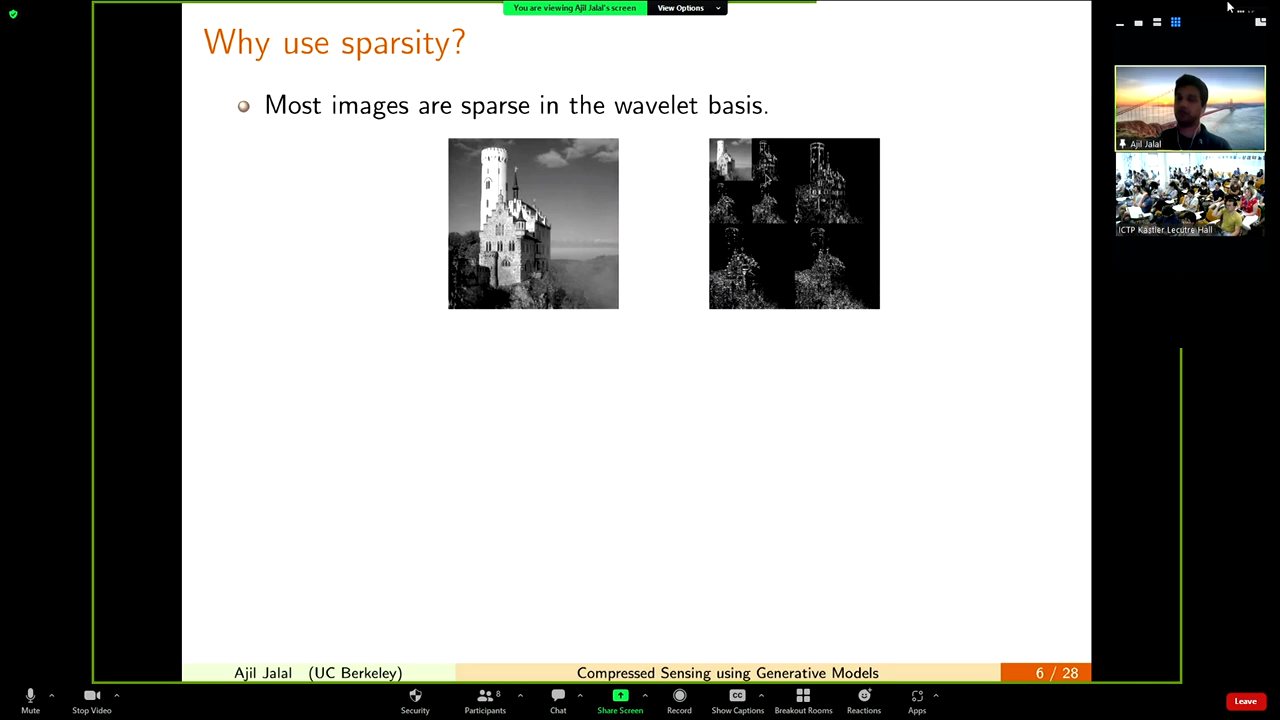 You are viewing Ajil Jalal's screen
View Options
Why use sparsity?
Most images are sparse in the wavelet basis.
Ajil Jalal
ICTP Kastler Lecutre Hall
Ajil Jalal (UC Berkeley)
Compressed Sensing using Generative Models
6 / 28
Mute
Stop Video
Security
Participants
8
Chat
Share Screen
Record
CC
Show Captions
Breakout Rooms
Reactions
Apps
Leave